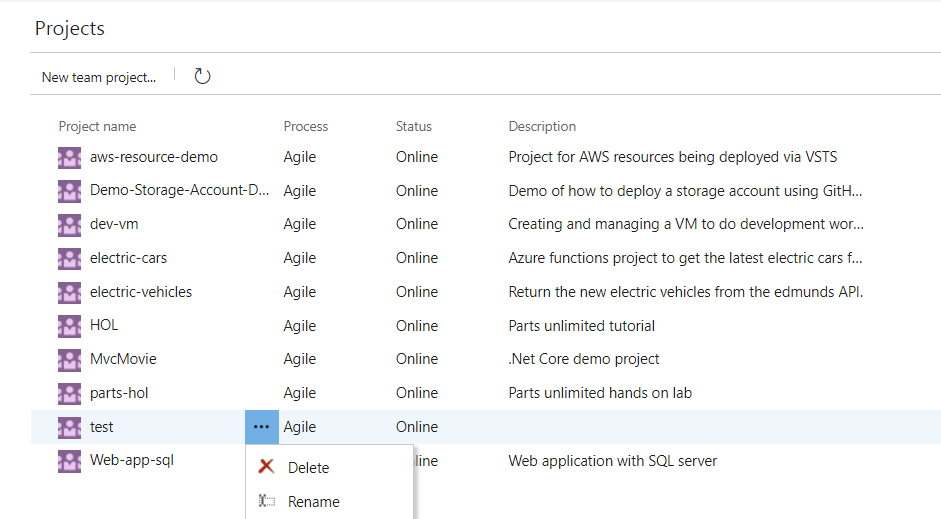 Projects
New team project...
Project name Process Status Description
aws-resource-demo Agile Online Project for AWS resources being deployed via VSTS
Demo-Storage-Account-D... Agile Online Demo of how to deploy a storage account using GitH...
dev-vm Agile Online Creating and managing a VM to do development wor...
electric-cars Agile Online Azure functions project to get the latest electric cars f...
electric-vehicles Agile Online Return the new electric vehicles from the edmunds API.
HOL Agile Online Parts unlimited tutorial
MvcMovie Agile Online .Net Core demo project
parts-hol Agile Online Parts unlimited hands on lab
test ... Agile Online
Web-app-sql line Web application with SQL server
Delete
Rename